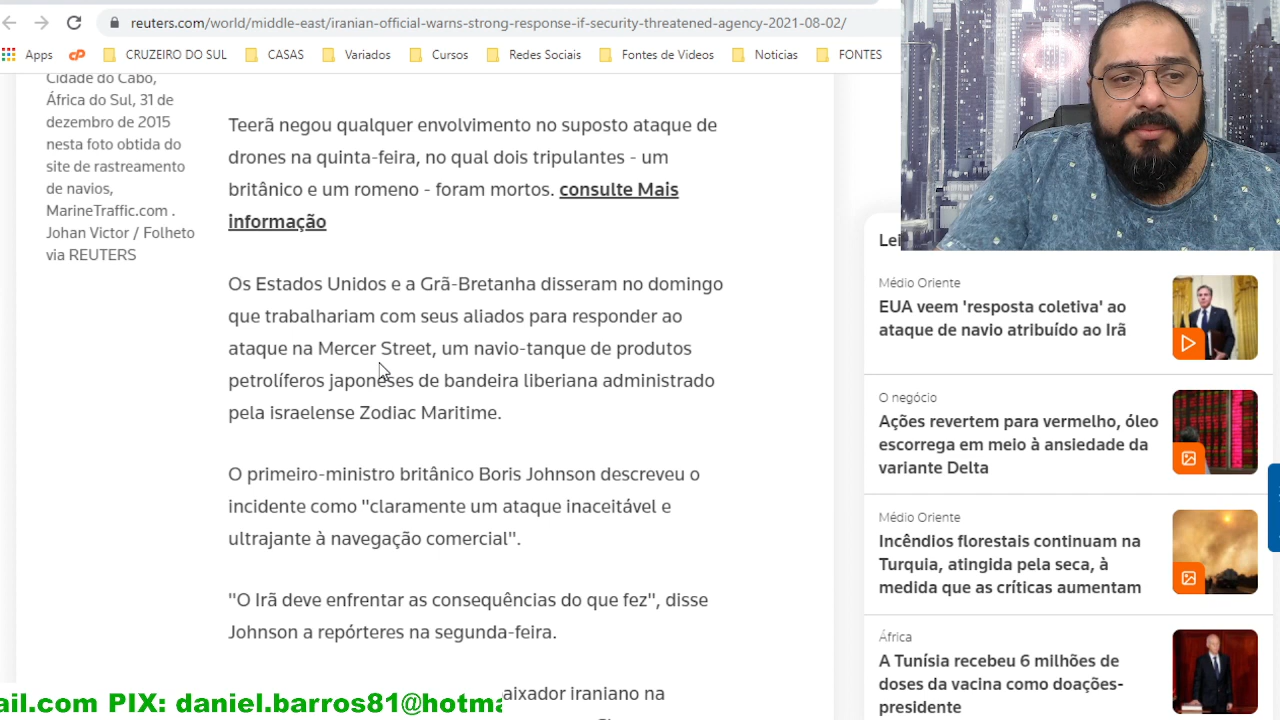 reuters.com/world/middle-east/iranian-official-warns-strong-response-if-security-threatened-agency-2021-08-02/
Apps
CRUZEIRO DO SUL
CASAS
Variados
Cursos
Redes Sociais
Fontes de Videos
Noticias
FONTES
Cidade do Cabo,
África do Sul, 31 de
dezembro de 2015
nesta foto obtida do
site de rastreamento
de navios,
MarineTraffic.com .
Johan Victor / Folheto
via REUTERS
Teerã negou qualquer envolvimento no suposto ataque de
drones na quinta-feira, no qual dois tripulantes - um
britânico e um romeno - foram mortos. consulte Mais
informação
Os Estados Unidos e a Grã-Bretanha disseram no domingo
que trabalhariam com seus aliados para responder ao
ataque na Mercer Street, um navio-tanque de produtos
petrolíferos japoneses de bandeira liberiana administrado
pela israelense Zodiac Maritime.
O primeiro-ministro britânico Boris Johnson descreveu o
incidente como "claramente um ataque inaceitável e
ultrajante à navegação comercial".
"O Irã deve enfrentar as consequências do que fez", disse
Johnson a repórteres na segunda-feira.
aixador iraniano na
Lei
Médio Oriente
EUA veem 'resposta coletiva' ao
ataque de navio atribuído ao Irã
O negócio
Ações revertem para vermelho, óleo
escorrega em meio à ansiedade da
variante Delta
Médio Oriente
Incêndios florestais continuam na
Turquia, atingida pela seca, à
medida que as críticas aumentam
África
A Tunísia recebeu 6 milhões de
doses da vacina como doações-
presidente
ail.com PIX: daniel.barros81@hotma